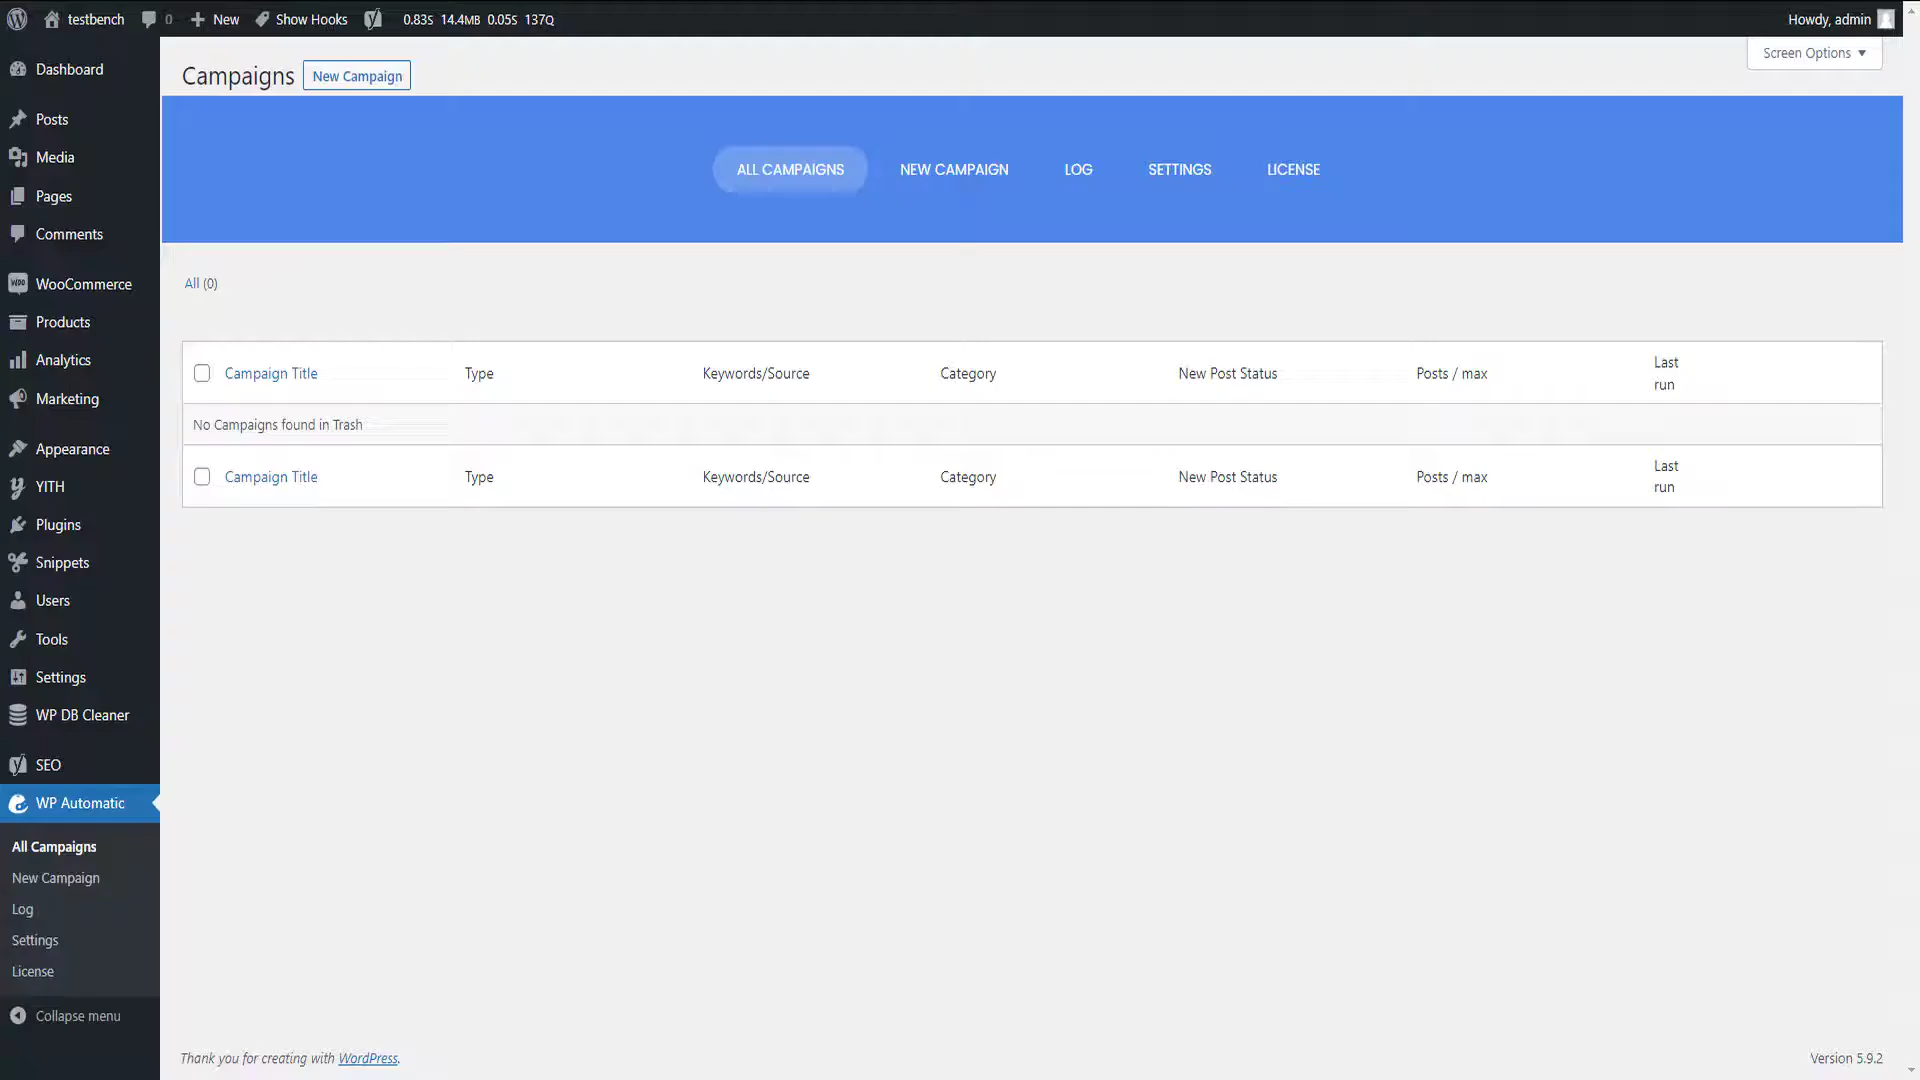 testbench 0 New Show Hooks 0.83S 14.4MB 0.05S 137Q Howdy, admin
Screen Options
Dashboard
Posts
Media
Pages
Comments
WooCommerce
Products
Analytics
Marketing
Appearance
YITH
Plugins
Snippets
Users
Tools
Settings
WP DB Cleaner
SEO
WP Automatic
All Campaigns
New Campaign
Log
Settings
License
Collapse menu
Campaigns New Campaign
ALL CAMPAIGNS NEW CAMPAIGN LOG SETTINGS LICENSE
All (0)
Campaign Title Type Keywords/Source Category New Post Status Posts / max Last run
No Campaigns found in Trash
Campaign Title Type Keywords/Source Category New Post Status Posts / max Last run
Thank you for creating with WordPress. Version 5.9.2